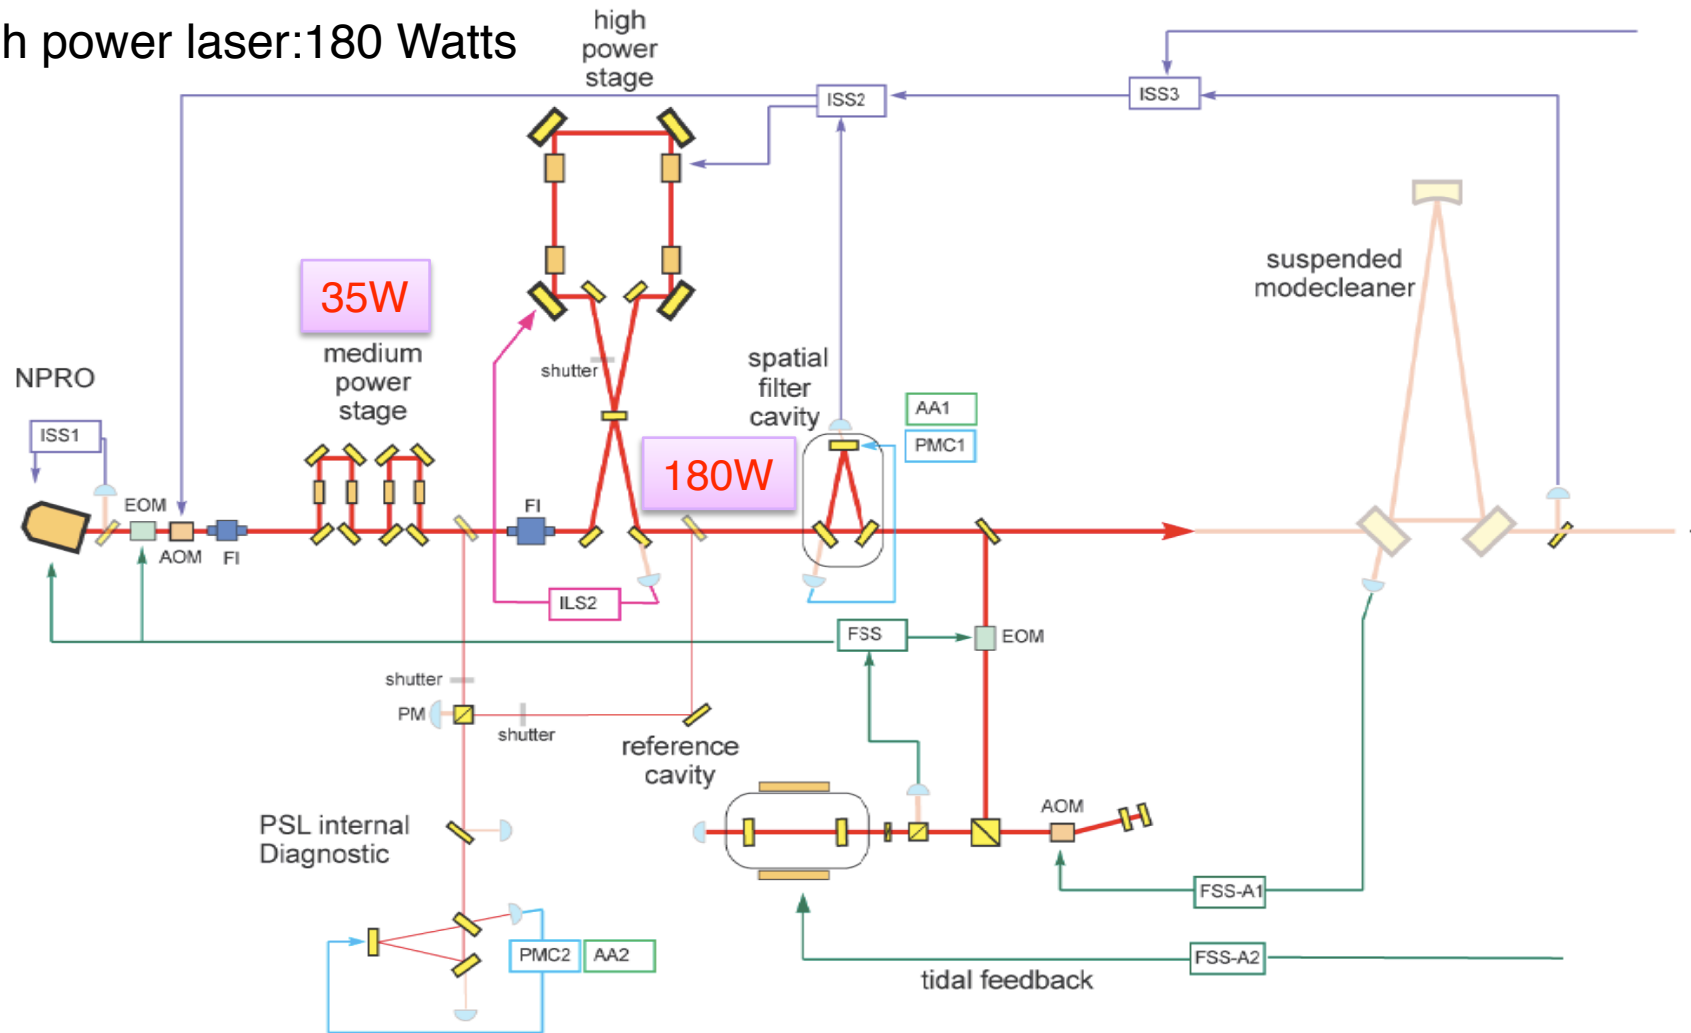 h power laser:180 Watts
high
power
stage
ISS2
ISS3
suspended
modecleaner
35W
medium
power
stage
shutter
spatial
filter
cavity
AA1
PMC1
NPRO
ISS1
180W
EOM
AOM
FI
FI
ILS2
FSS
EOM
shutter
PM
shutter
reference
cavity
AOM
PSL internal
Diagnostic
FSS-A1
PMC2
AA2
FSS-A2
tidal feedback